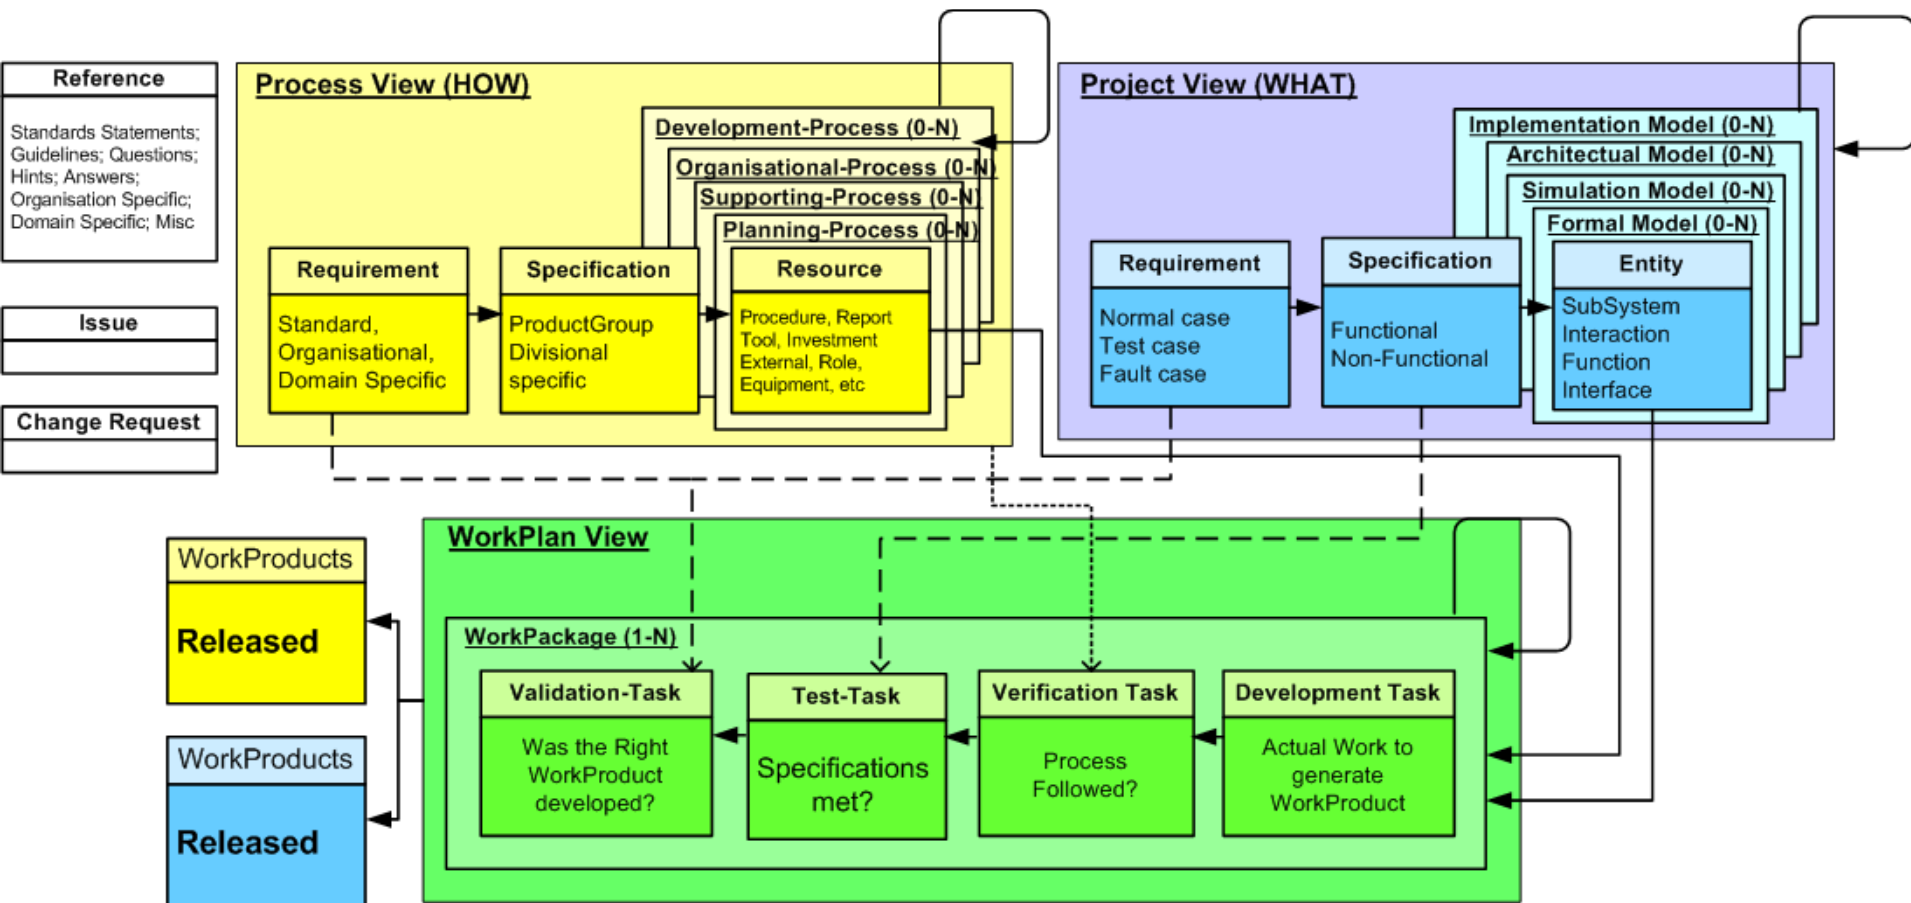 Reference
Standards Statements;
Guidelines; Questions;
Hints; Answers;
Organisation Specific;
Domain Specific; Misc
Issue
Change Request
Process View (HOW)
Development-Process (0-N)
Organisational-Process (0-N)
Supporting-Process (0-N)
Planning-Process (0-N)
Requirement
Standard,
Organisational,
Domain Specific
Specification
ProductGroup
Divisional
specific
Resource
Procedure, Report
Tool, Investment
External, Role,
Equipment, etc
Project View (WHAT)
Implementation Model (0-N)
Architectual Model (0-N)
Simulation Model (0-N)
Formal Model (0-N)
Requirement
Normal case
Test case
Fault case
Specification
Functional
Non-Functional
Entity
SubSystem
Interaction
Function
Interface
WorkProducts
Released
WorkProducts
Released
WorkPlan View
WorkPackage (1-N)
Validation-Task
Was the Right
WorkProduct
developed?
Test-Task
Specifications
met?
Verification Task
Process
Followed?
Development Task
Actual Work to
generate
WorkProduct